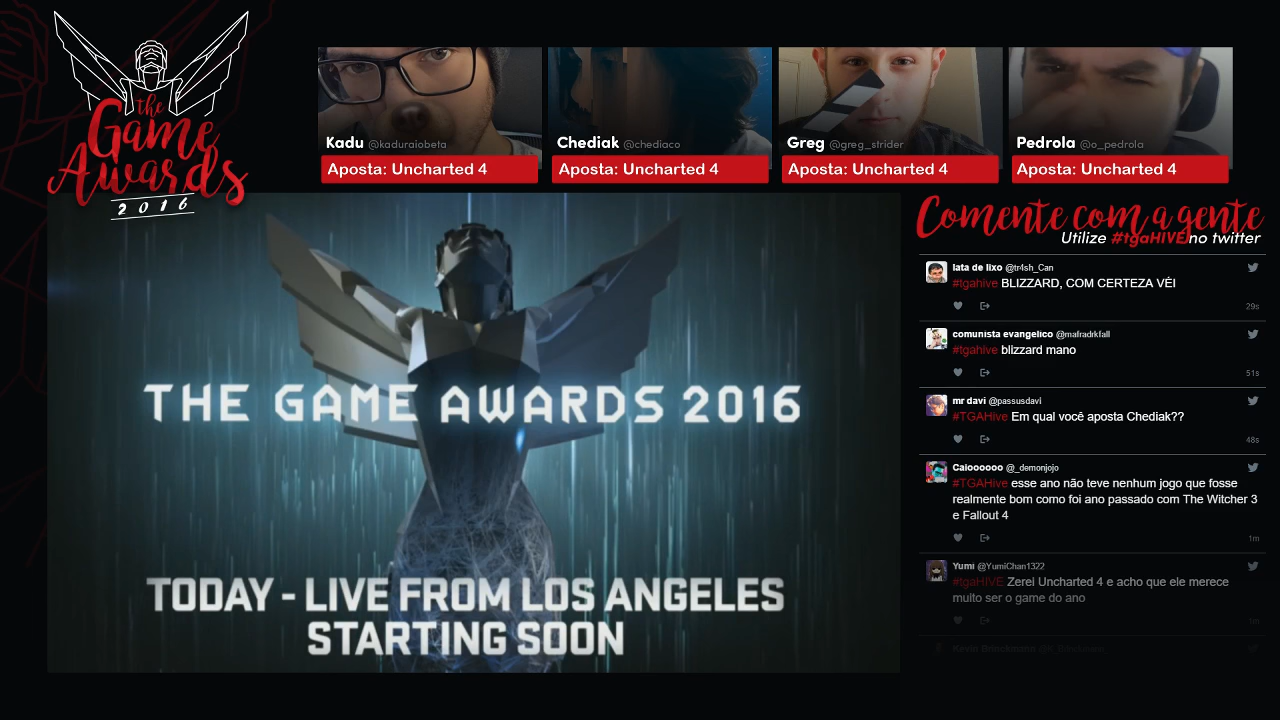 the
Game
Awards
2016
Kadu @kaduraiobeta
Aposta: Uncharted 4
Chediak @chediaco
Aposta: Uncharted 4
Greg @greg_strider
Aposta: Uncharted 4
Pedrola @o_pedrola
Aposta: Uncharted 4
THE GAME AWARDS 2016
TODAY - LIVE FROM LOS ANGELES
STARTING SOON
Comente com a gente
Utilize #tgaHIVE no twitter
lata de lixo @tr4sh_Can
#tgahive BLIZZARD, COM CERTEZA VÉI
29s
comunista evangelico @mafradrkfall
#tgahive blizzard mano
51s
mr davi @passusdavi
#TGAHive Em qual você aposta Chediak??
48s
Caioooooo @_demonjojo
#TGAHive esse ano não teve nenhum jogo que fosse
realmente bom como foi ano passado com The Witcher 3
e Fallout 4
1m
Yumi @YumiChan1322
#tgaHIVE Zerei Uncharted 4 e acho que ele merece
muito ser o game do ano
1m